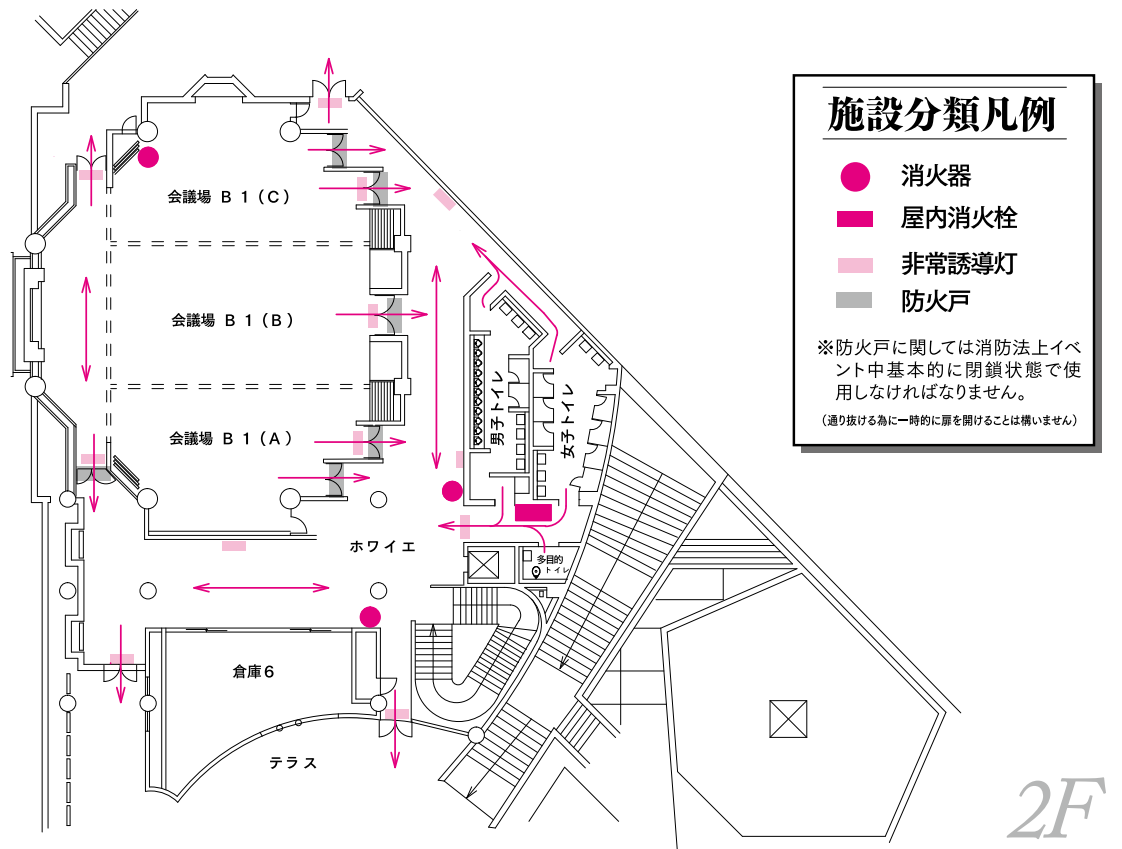 施設分類凡例
消火器
屋内消火栓
非常誘導灯
防火戸
※防火戸に関しては消防法上イベ
ント中基本的に閉鎖状態で使
用しなければなりません。
（通り抜ける為に一時的に扉を開けることは構いません）
会議場 B 1（C）
会議場 B 1（B）
会議場 B 1（A）
男子トイレ
女子トイレ
ホワイエ
多目的
トイレ
倉庫6
テラス
2F